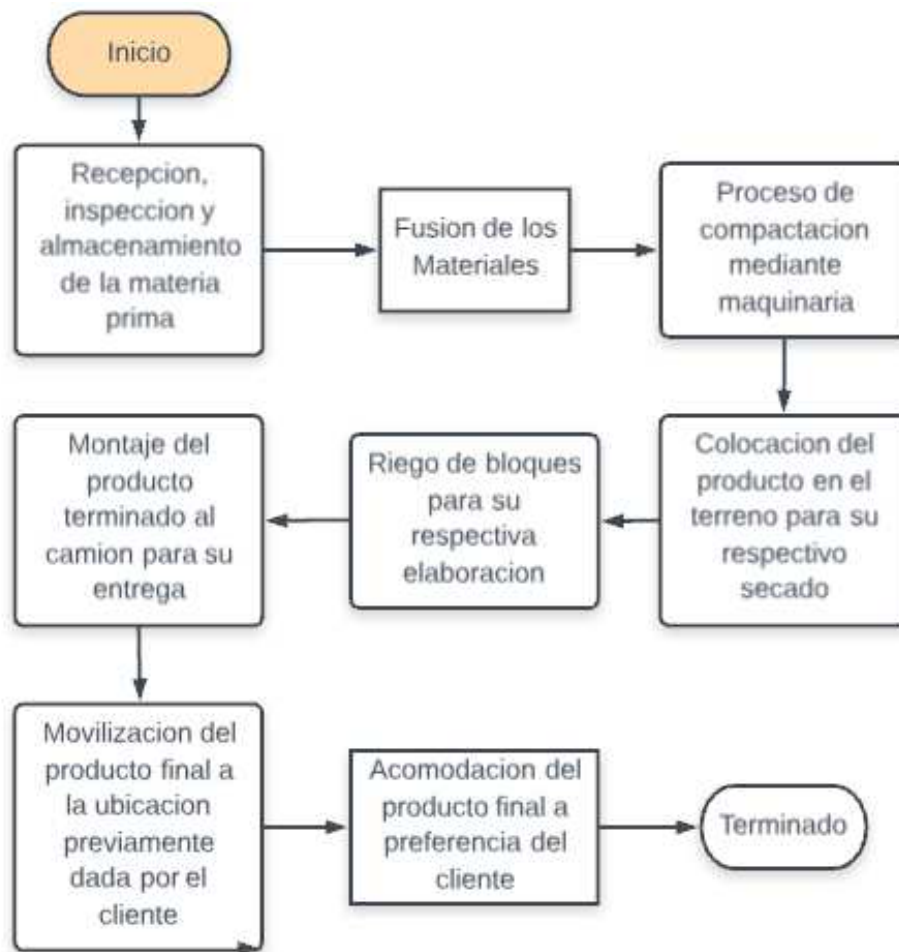 Inicio
Recepcion,
inspeccion y
almacenamiento
de la materia
prima
Fusion de los
Materiales
Proceso de
compactacion
mediante
maquinaria
Colocacion del
producto en el
terreno para su
respectivo
secado
Riego de bloques
para su
respectiva
elaboracion
Montaje del
producto
terminado al
camion para su
entrega
Movilizacion del
producto final a
la ubicacion
previamente
dada por el
cliente
Acomodacion del
producto final a
preferencia del
cliente
Terminado